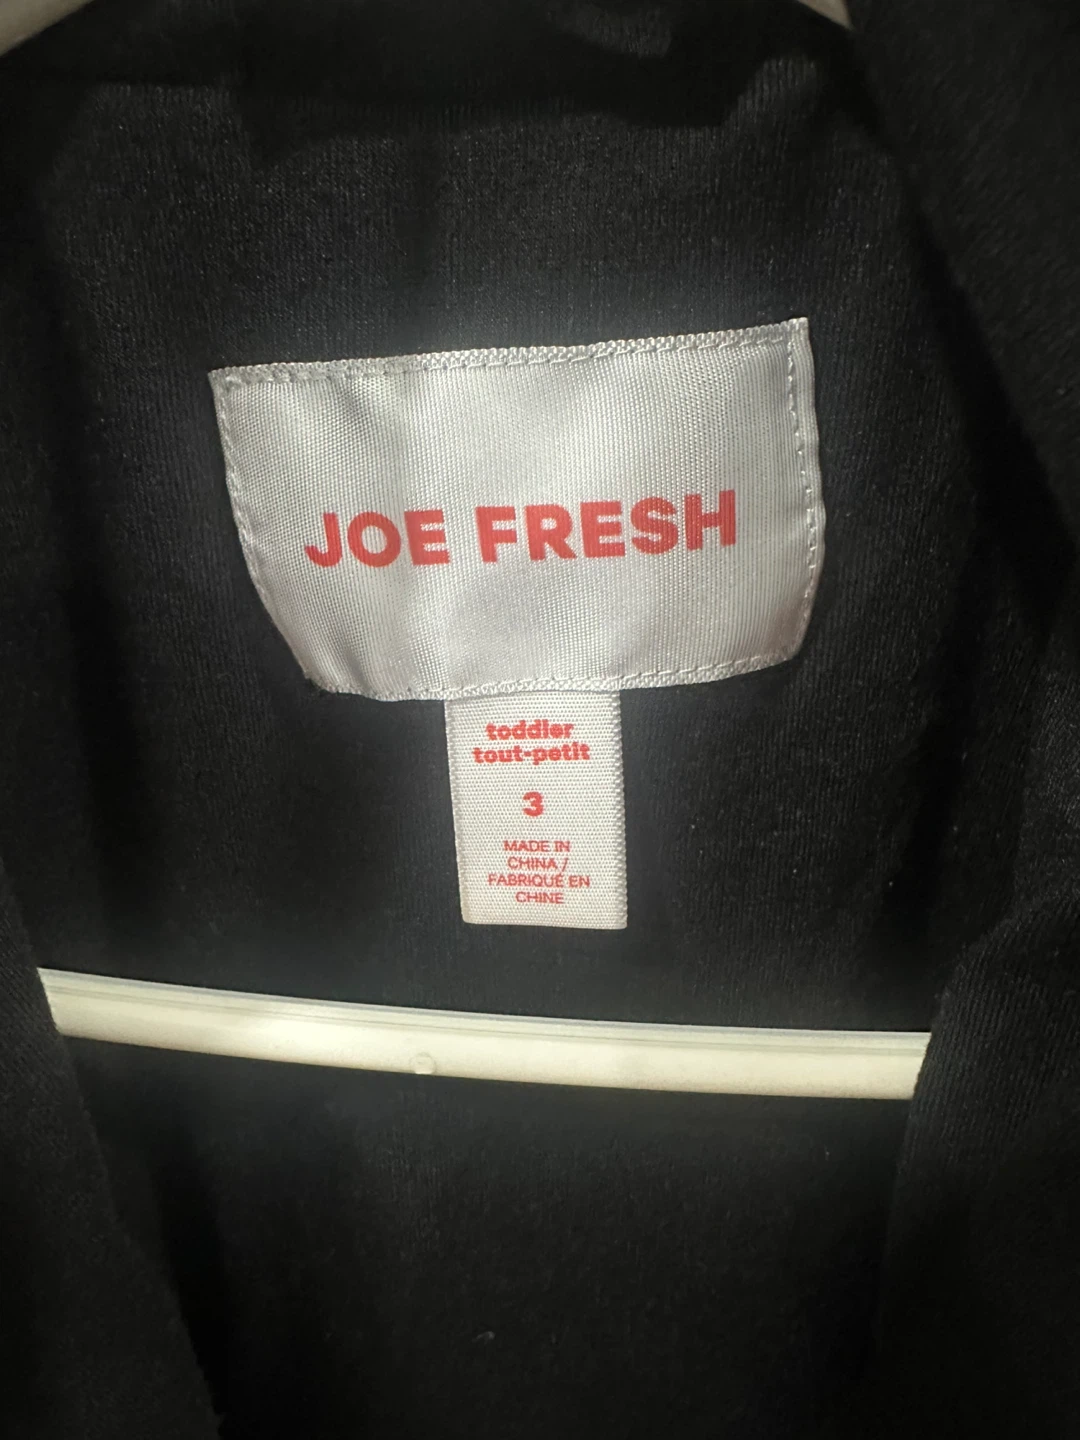 JOE FRESH
toddler
tout-petit
3
MADE IN
CHINA /
FABRIQUÉ EN
CHINE